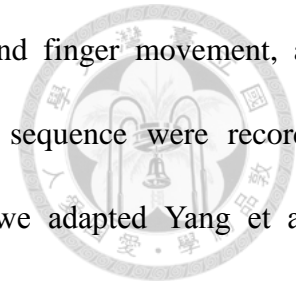 nd finger movement, a
sequence were recor
we adapted Yang et a